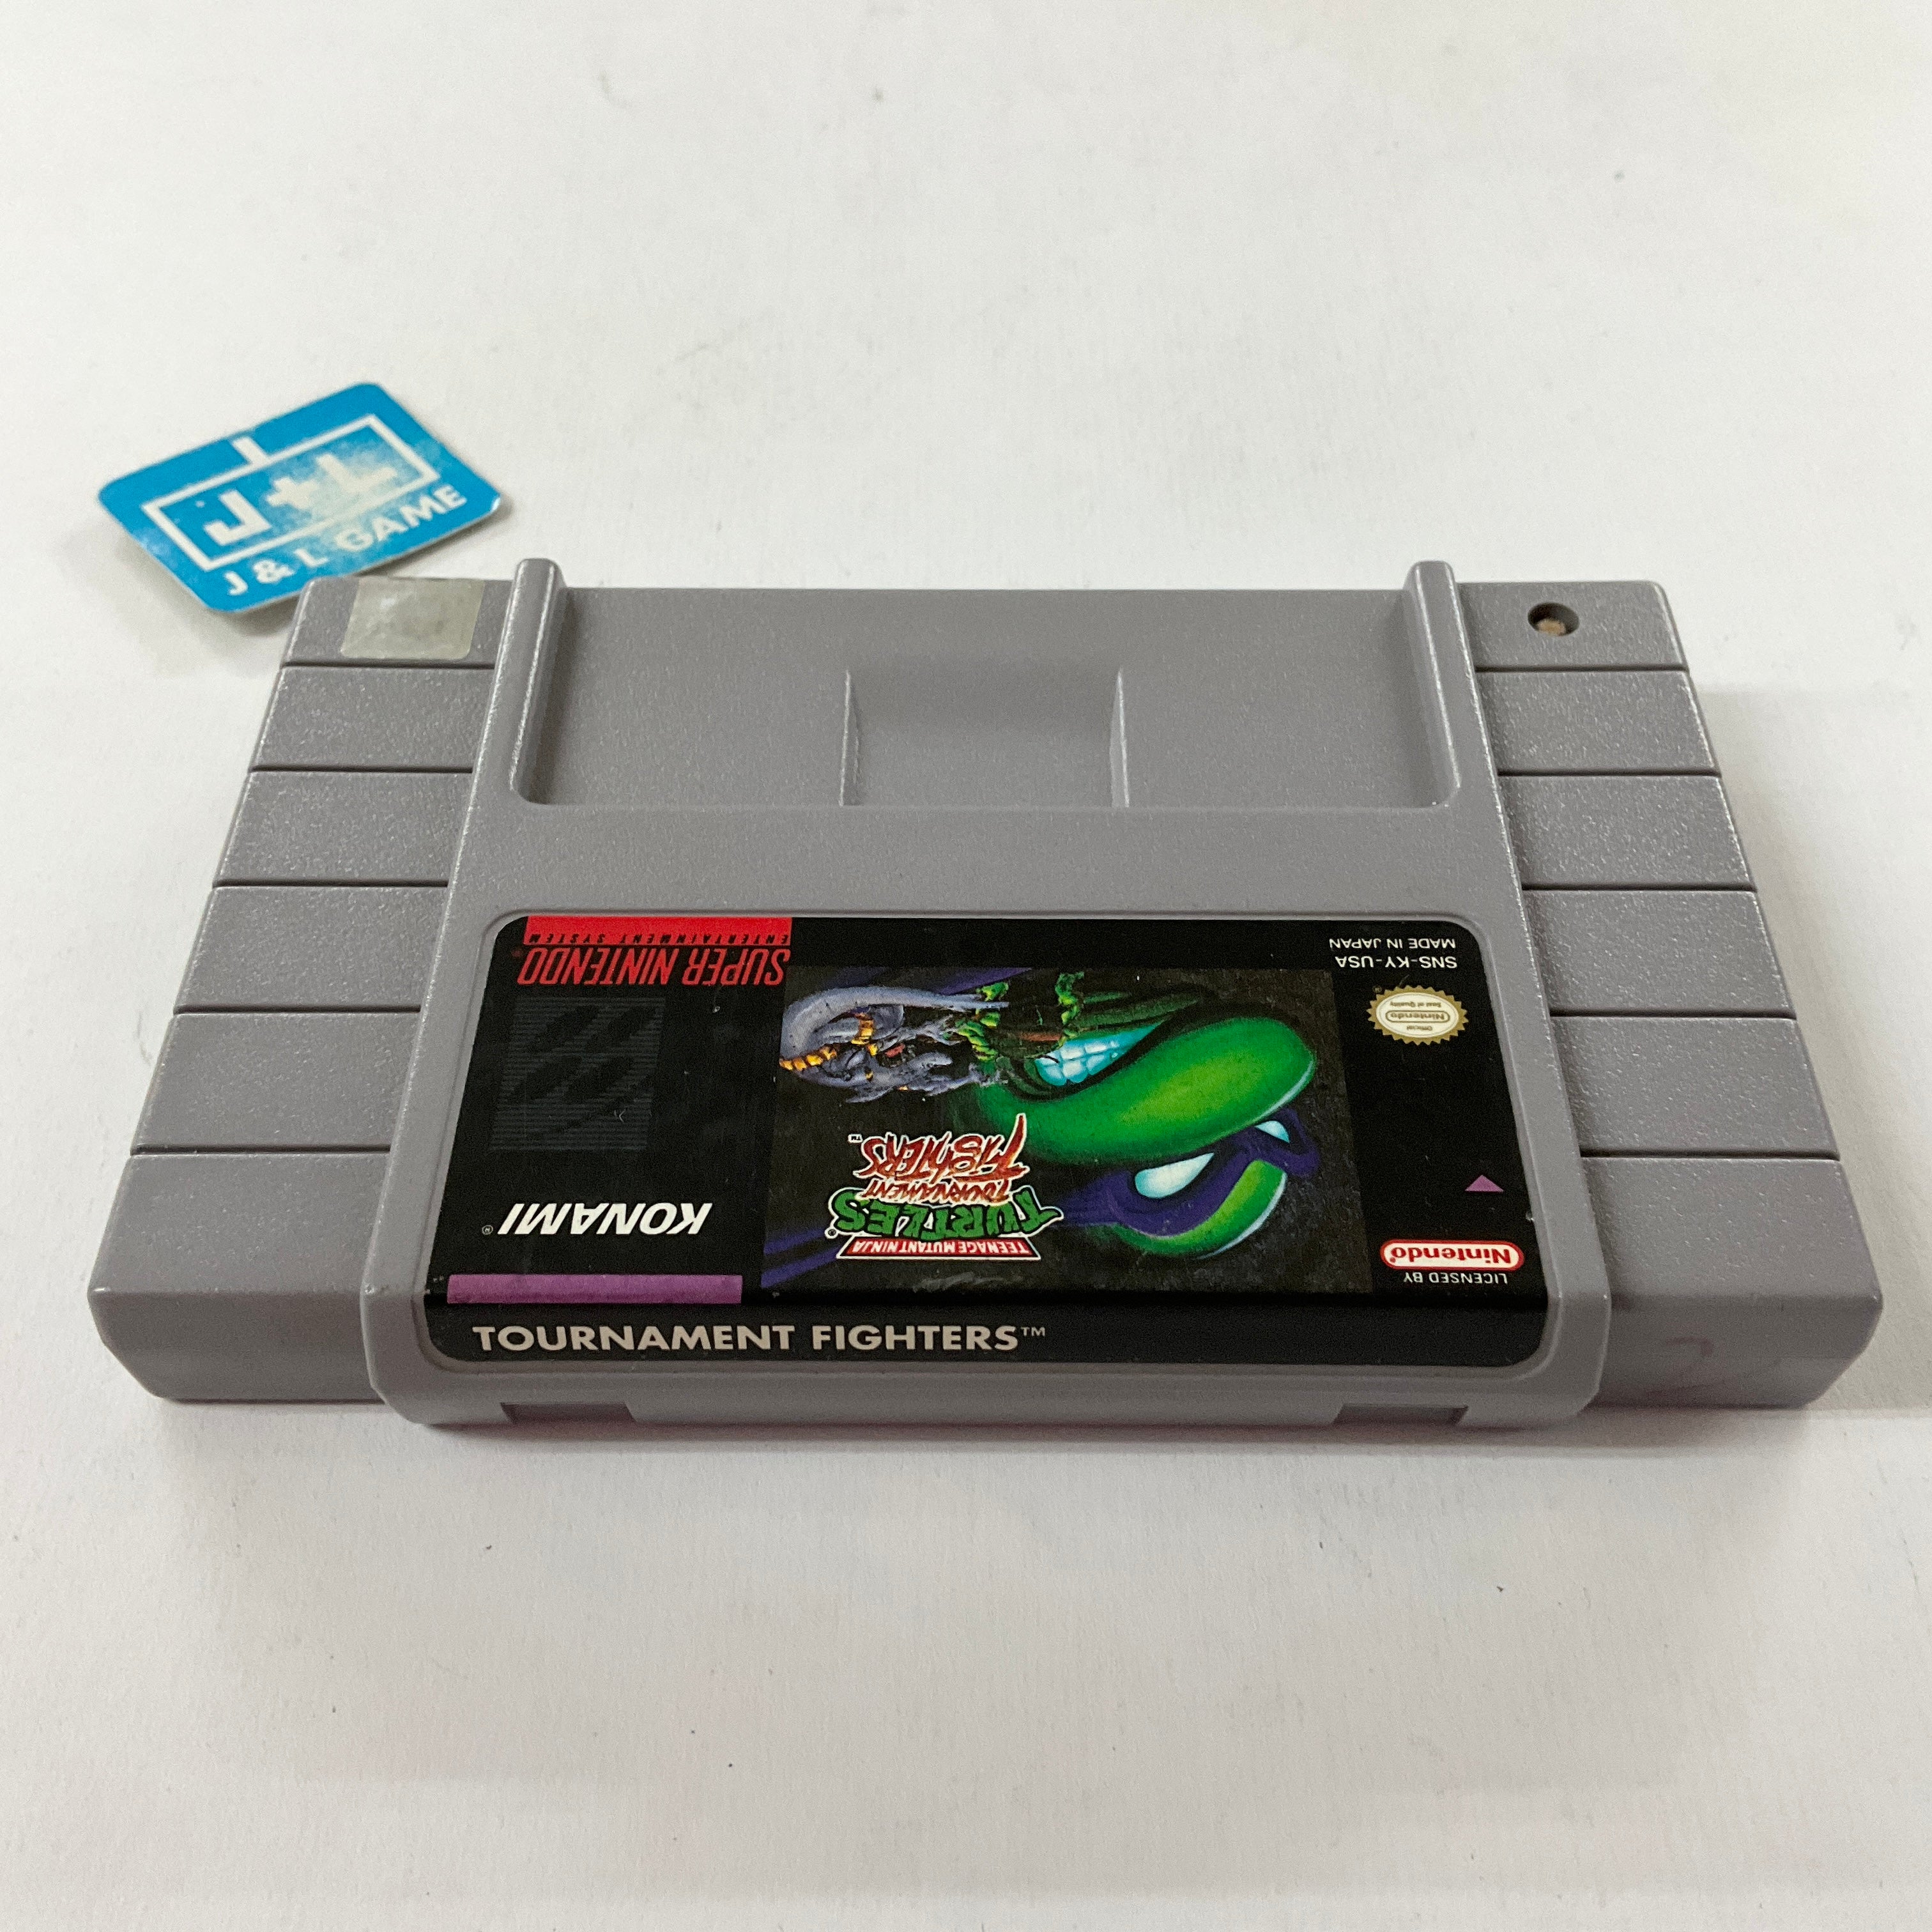 J+L
J & L GAME
SUPER NINTENDO®
ENTERTAINMENT SYSTEM
MADE IN JAPAN
SNS-KY-USA
Official
Nintendo
Seal of Quality
®
TEENAGE MUTANT NINJA
TURTLES®
TOURNAMENT
FIGHTERS™
KONAMI®
LICENSED BY
Nintendo®
TOURNAMENT FIGHTERS™